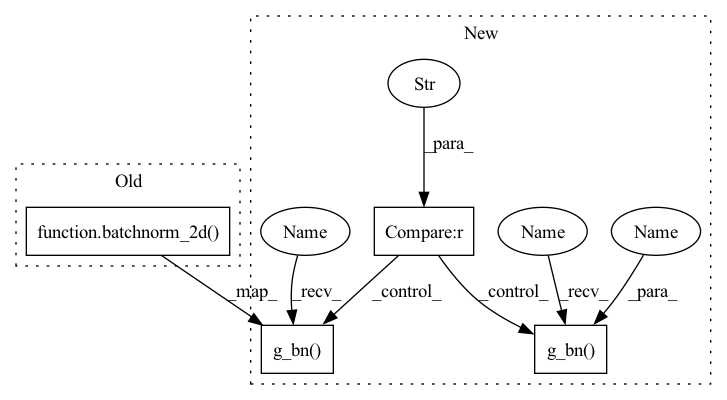 New
Str
_para_
Old
function.batchnorm_2d()
Name
Compare:r
Name
Name
_map_
_recv_
_control_
_control_
_recv_
_para_
g_bn()
g_bn()